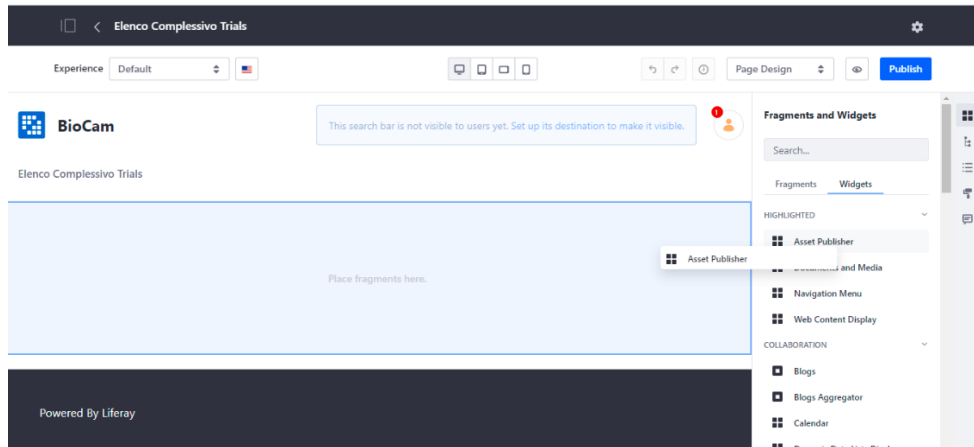 Elenco Complessivo Trials
Experience Default Page Design Publish
BioCam
This search bar is not visible to users yet. Set up its destination to make it visible.
1
Elenco Complessivo Trials
Place fragments here.
Asset Publisher
Powered By Liferay
Fragments and Widgets
Search...
Fragments Widgets
HIGHLIGHTED
Asset Publisher
Documents and Media
Navigation Menu
Web Content Display
COLLABORATION
Blogs
Blogs Aggregator
Calendar